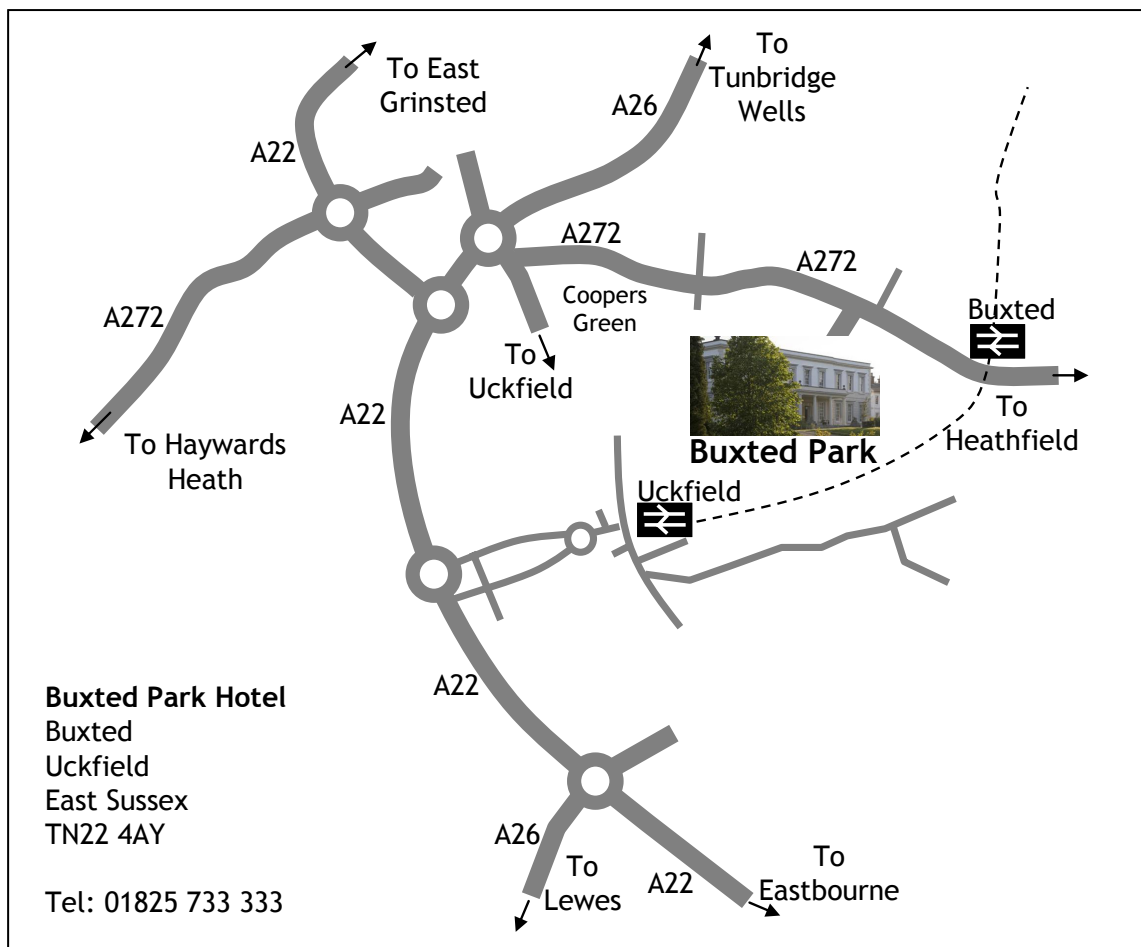 To
Tunbridge
Wells
To East
Grinsted
A26
A22
A272
A272
A272
Coopers
Green
Buxted
To
Uckfield
A22
To
Heathfield
To Haywards
Heath
Buxted Park
Uckfield
A22
Buxted Park Hotel
Buxted
Uckfield
East Sussex
TN22 4AY
Tel: 01825 733 333
A26
To
Lewes
A22
To
Eastbourne